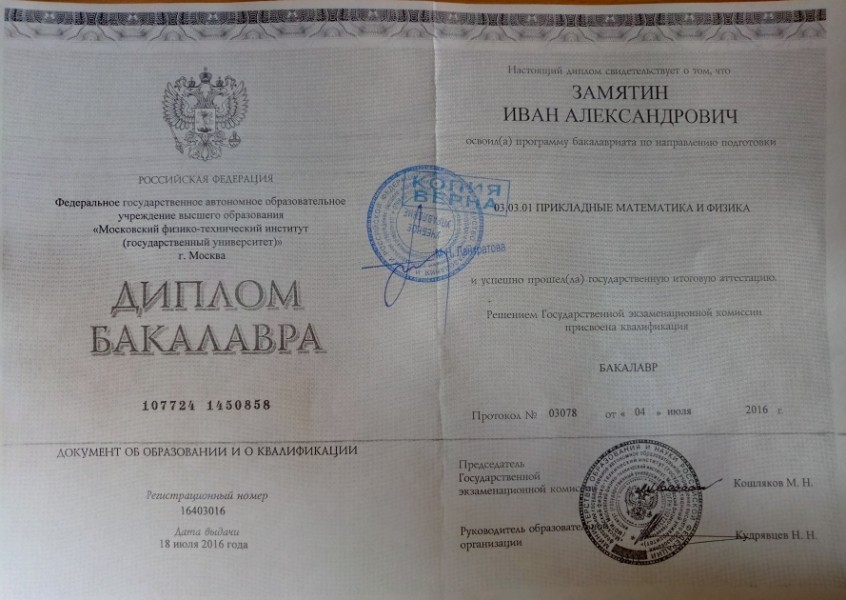 РОССИЙСКАЯ ФЕДЕРАЦИЯ
Федеральное государственное автономное образовательное
учреждение высшего образования
«Московский физико-технический институт
(государственный университет)»
г. Москва
ДИПЛОМ
БАКАЛАВРА
107724 1450858
ДОКУМЕНТ ОБ ОБРАЗОВАНИИ И О КВАЛИФИКАЦИИ
Регистрационный номер
16403016
Дата выдачи
18 июля 2016 года
Настоящий диплом свидетельствует о том, что
ЗАМЯТИН
ИВАН АЛЕКСАНДРОВИЧ
освоил(а) программу бакалавриата по направлению подготовки
КОПИЯ
ВЕРНА
03.03.01 ПРИКЛАДНЫЕ МАТЕМАТИКА И ФИЗИКА
и успешно прошел(ла) государственную итоговую аттестацию.
Решением Государственной экзаменационной комиссии
присвоена квалификация
БАКАЛАВР
Протокол № 03078 от « 04 » июля 2016 г.
Председатель
Государственной
экзаменационной комиссии Кошляков М. Н.
Руководитель образовательной
организации Кудрявцев Н. Н.